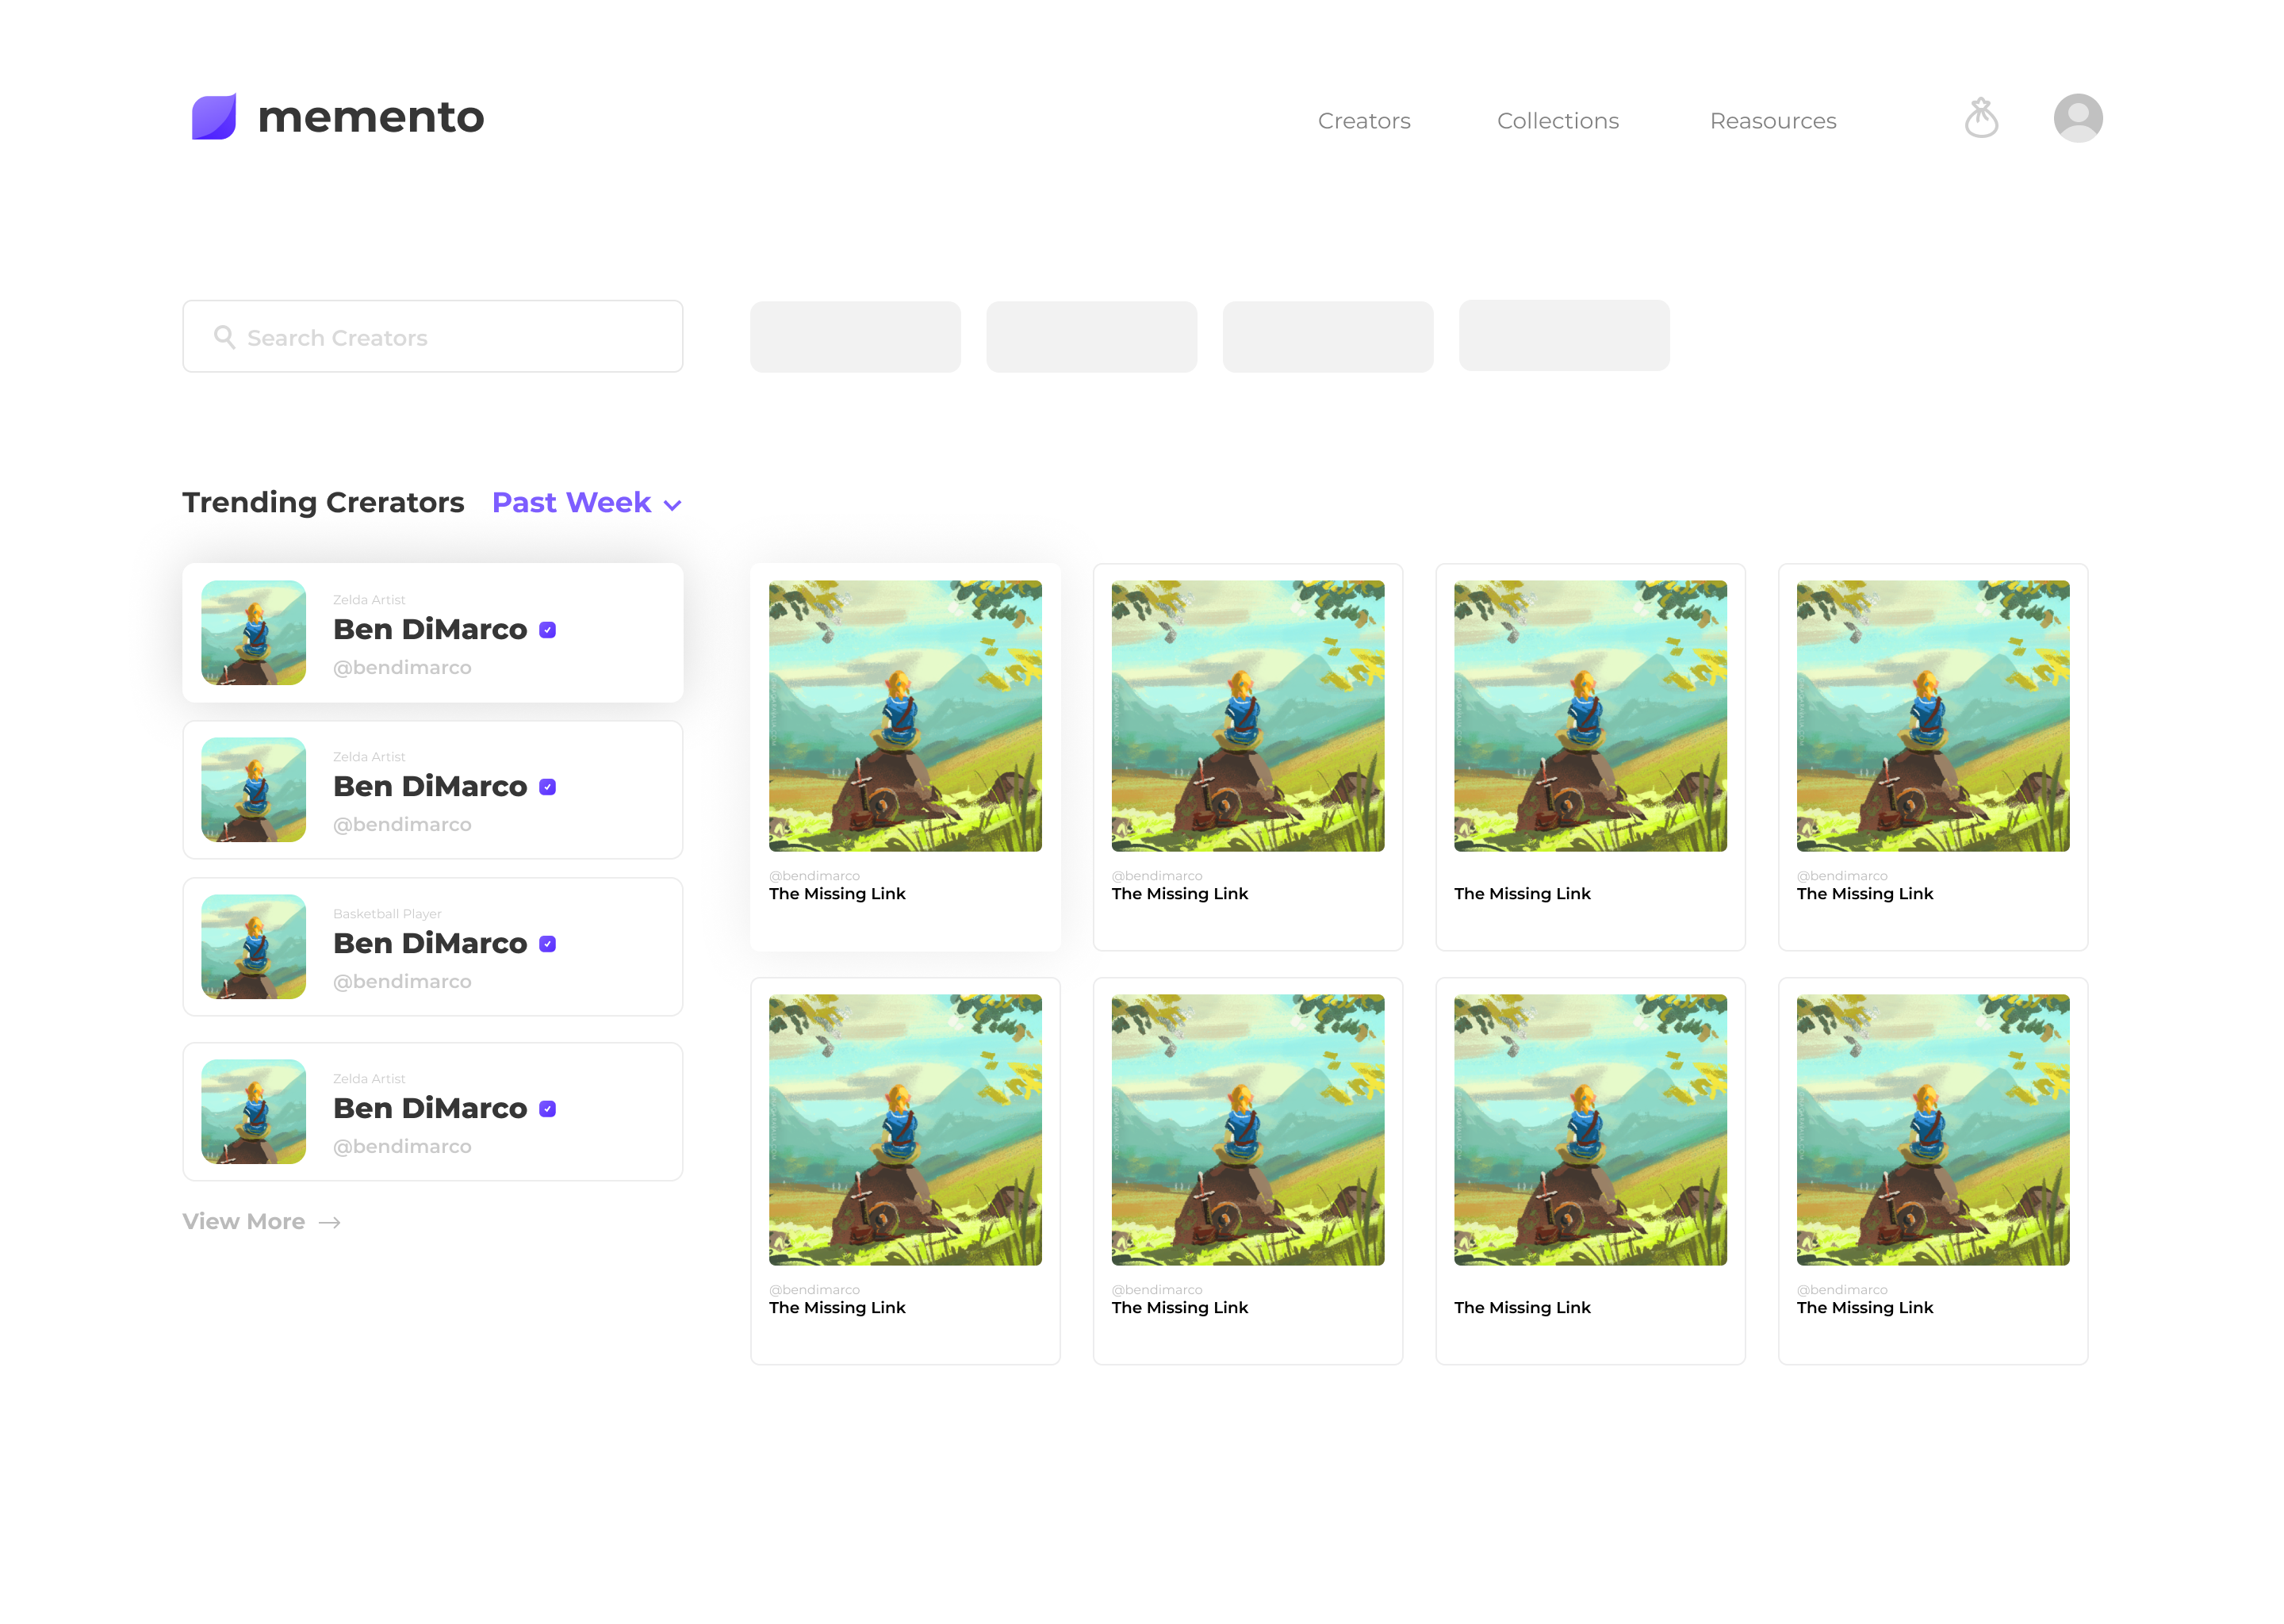 memento
Creators
Collections
Reasources
Search Creators
Trending Crerators
Past Week
Zelda Artist
Ben DiMarco
@bendimarco
Zelda Artist
Ben DiMarco
@bendimarco
Basketball Player
Ben DiMarco
@bendimarco
Zelda Artist
Ben DiMarco
@bendimarco
View More
@bendimarco
The Missing Link
@bendimarco
The Missing Link
The Missing Link
@bendimarco
The Missing Link
@bendimarco
The Missing Link
@bendimarco
The Missing Link
The Missing Link
@bendimarco
The Missing Link